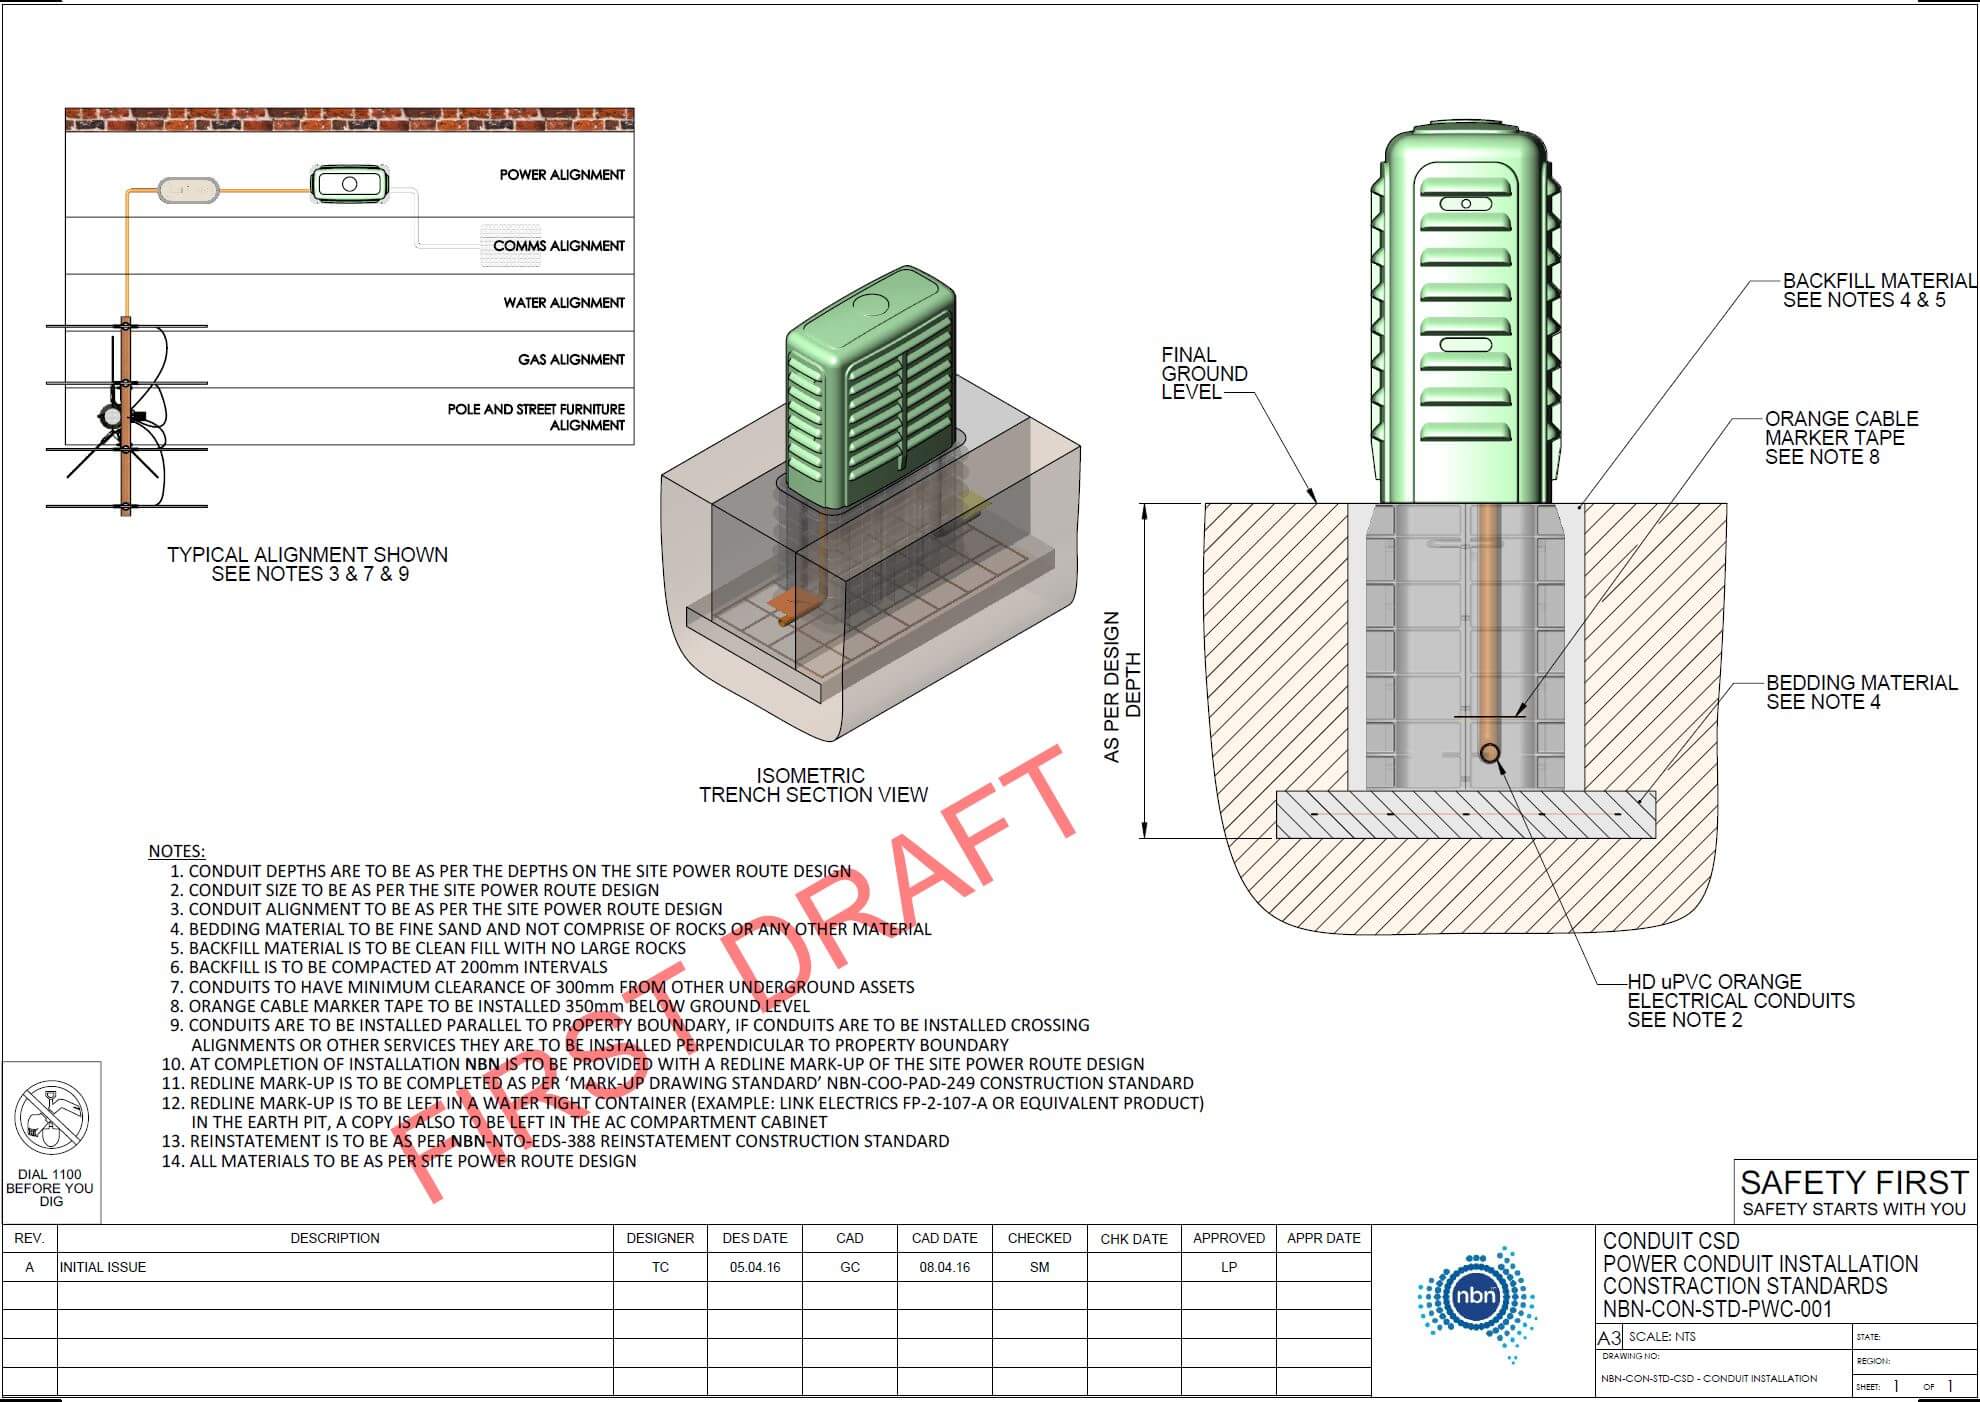 POWER ALIGNMENT
COMMS ALIGNMENT
WATER ALIGNMENT
GAS ALIGNMENT
POLE AND STREET FURNITURE
ALIGNMENT
TYPICAL ALIGNMENT SHOWN
SEE NOTES 3 & 7 & 9
ISOMETRIC
TRENCH SECTION VIEW
FINAL
GROUND
LEVEL
AS PER DESIGN
DEPTH
BACKFILL MATERIAL
SEE NOTES 4 & 5
ORANGE CABLE
MARKER TAPE
SEE NOTE 8
BEDDING MATERIAL
SEE NOTE 4
HD uPVC ORANGE
ELECTRICAL CONDUITS
SEE NOTE 2
NOTES:
1. CONDUIT DEPTHS ARE TO BE AS PER THE DEPTHS ON THE SITE POWER ROUTE DESIGN
2. CONDUIT SIZE TO BE AS PER THE SITE POWER ROUTE DESIGN
3. CONDUIT ALIGNMENT TO BE AS PER THE SITE POWER ROUTE DESIGN
4. BEDDING MATERIAL TO BE FINE SAND AND NOT COMPRISE OF ROCKS OR ANY OTHER MATERIAL
5. BACKFILL MATERIAL IS TO BE CLEAN FILL WITH NO LARGE ROCKS
6. BACKFILL IS TO BE COMPACTED AT 200mm INTERVALS
7. CONDUITS TO HAVE MINIMUM CLEARANCE OF 300mm FROM OTHER UNDERGROUND ASSETS
8. ORANGE CABLE MARKER TAPE TO BE INSTALLED 350mm BELOW GROUND LEVEL
9. CONDUITS ARE TO BE INSTALLED PARALLEL TO PROPERTY BOUNDARY, IF CONDUITS ARE TO BE INSTALLED CROSSING
ALIGNMENTS OR OTHER SERVICES THEY ARE TO BE INSTALLED PERPENDICULAR TO PROPERTY BOUNDARY
10. AT COMPLETION OF INSTALLATION NBN IS TO BE PROVIDED WITH A REDLINE MARK-UP OF THE SITE POWER ROUTE DESIGN
11. REDLINE MARK-UP IS TO BE COMPLETED AS PER ‘MARK-UP DRAWING STANDARD’ NBN-COO-PAD-249 CONSTRUCTION STANDARD
12. REDLINE MARK-UP IS TO BE LEFT IN A WATER TIGHT CONTAINER (EXAMPLE: LINK ELECTRICS FP-2-107-A OR EQUIVALENT PRODUCT)
IN THE EARTH PIT, A COPY IS ALSO TO BE LEFT IN THE AC COMPARTMENT CABINET
13. REINSTATEMENT IS TO BE AS PER NBN-NTO-EDS-388 REINSTATEMENT CONSTRUCTION STANDARD
14. ALL MATERIALS TO BE AS PER SITE POWER ROUTE DESIGN
FIRST DRAFT
DIAL 1100
BEFORE YOU
DIG
SAFETY FIRST
SAFETY STARTS WITH YOU
REV. DESCRIPTION DESIGNER DES DATE CAD CAD DATE CHECKED CHK DATE APPROVED APPR DATE
A INITIAL ISSUE TC 05.04.16 GC 08.04.16 SM LP
nbn
CONDUIT CSD
POWER CONDUIT INSTALLATION
CONSTRACTION STANDARDS
NBN-CON-STD-PWC-001
A3 SCALE: NTS
STATE:
DRAWING NO:
REGION:
NBN-CON-STD-CSD - CONDUIT INSTALLATION
SHEET: 1 OF 1